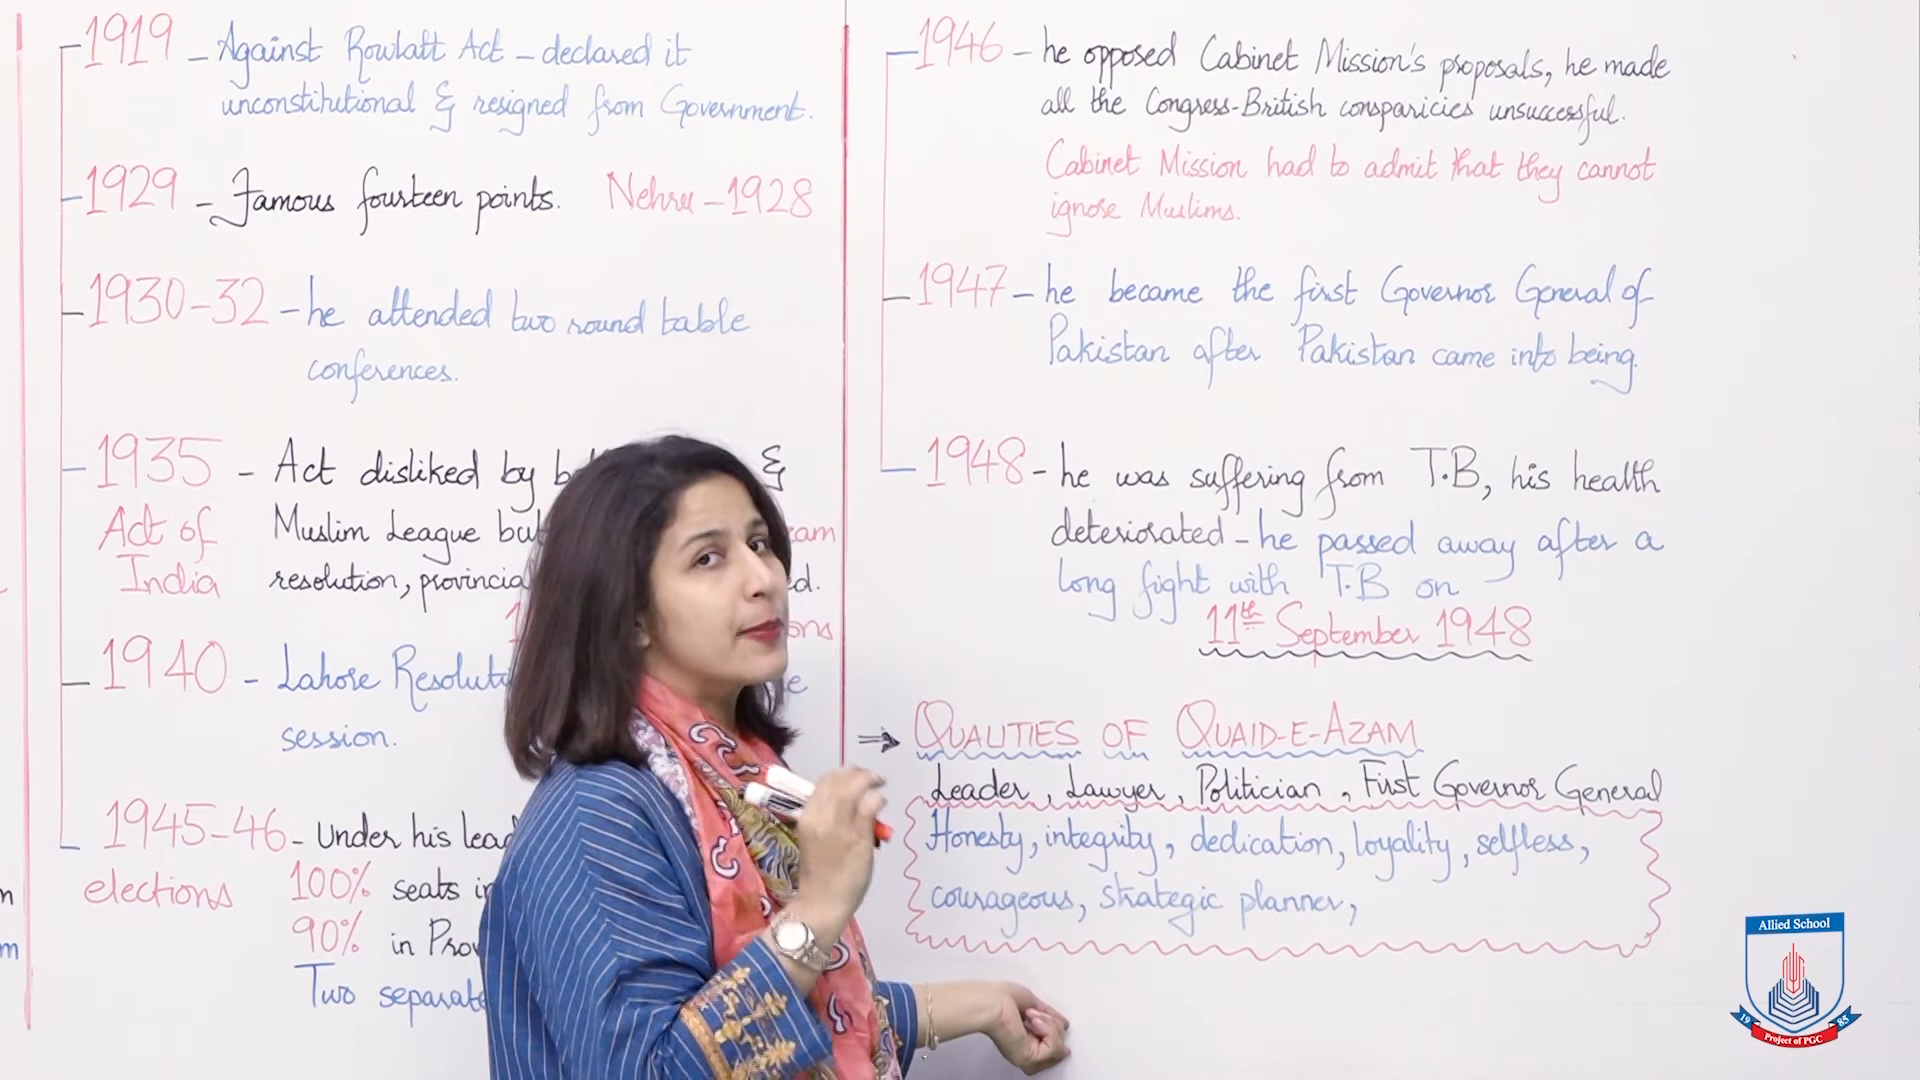 1919 - Against Rowlatt Act - declared it
unconstitutional & resigned from Government.
1929 - Famous fourteen points. Nehru - 1928
1930-32 - he attended two round table
conferences.
1935 - Act disliked by &
Act of Muslim League but
India resolution,
1940 - Lahore
session.
1945-46 - Under his
elections 100% seats
90% in
Two
1946 - he opposed Cabinet Mission's proposals, he made
all the Congress-British consparicies unsuccessful.
Cabinet Mission had to admit that they cannot
ignose Muslims.
1947 - he became the first Governor General of
Pakistan after Pakistan came into being.
1948 - he was suffering from T.B, his health
deteriorated - he passed away after a
long fight with T.B on
11th September 1948
⇒ QUALITIES OF QUAID-E-AZAM
Leader, Lawyer, Politician, First Governor General
Honesty, integrity, dedication, loyality, selfless,
courageous, strategic planner,
Allied School
19 85
Project of PGC